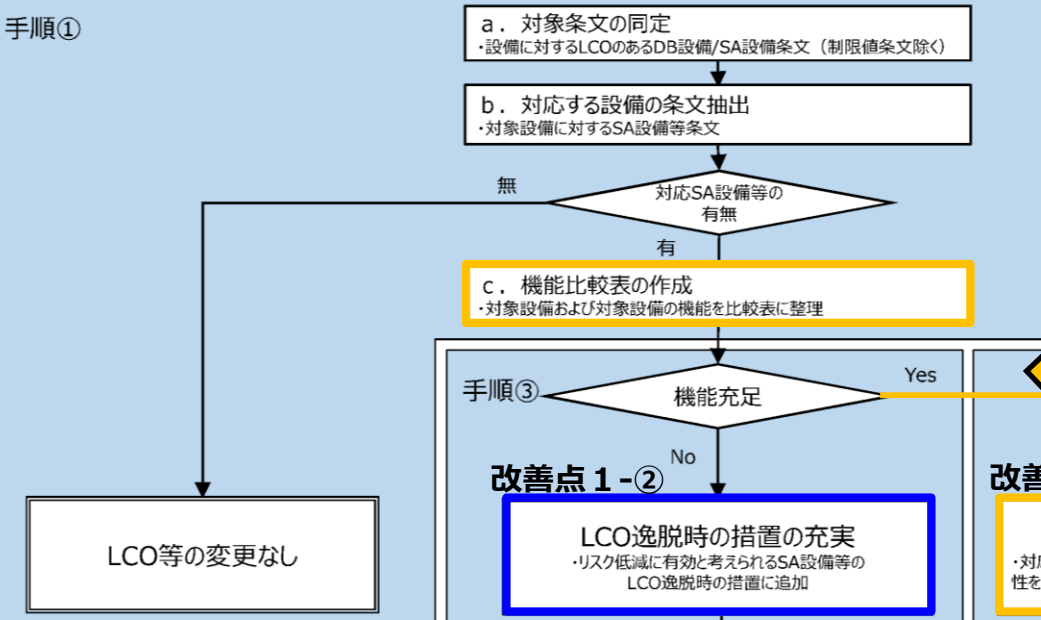 手順①
a．対象条文の同定
・設備に対するLCOのあるDB設備/SA設備条文（制限値条文除く）
b．対応する設備の条文抽出
・対象設備に対するSA設備等条文
無
対応SA設備等の
有無
有
c．機能比較表の作成
・対象設備および対象設備の機能を比較表に整理
手順③
機能充足
Yes
No
改善点１-②
改善
LCO逸脱時の措置の充実
・リスク低減に有効と考えられるSA設備等の
LCO逸脱時の措置に追加
LCO等の変更なし
・対応
性を